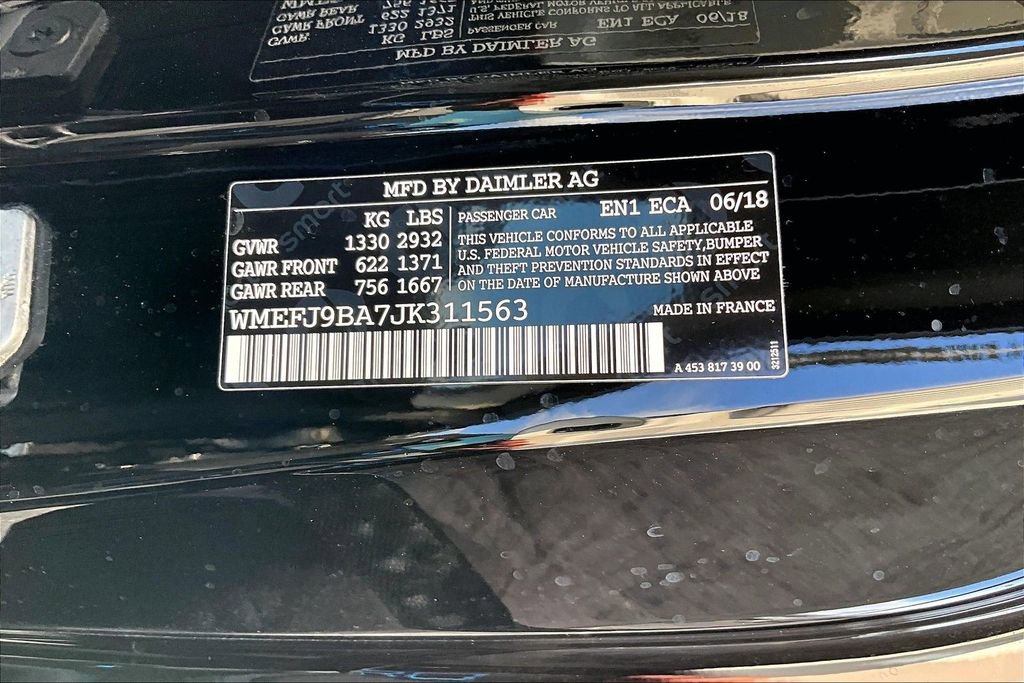 MFD BY DAIMLER AG
KG LBS
GVWR 1330 2932
GAWR FRONT 622 1371
GAWR REAR 756 1667
PASSENGER CAR EN1 ECA 06/18
THIS VEHICLE CONFORMS TO ALL APPLICABLE
U.S. FEDERAL MOTOR VEHICLE SAFETY, BUMPER
AND THEFT PREVENTION STANDARDS IN EFFECT
ON THE DATE OF MANUFACTURE SHOWN ABOVE
WMEFJ9BA7JK311563 MADE IN FRANCE
A 453 817 39 00
3212511
smart